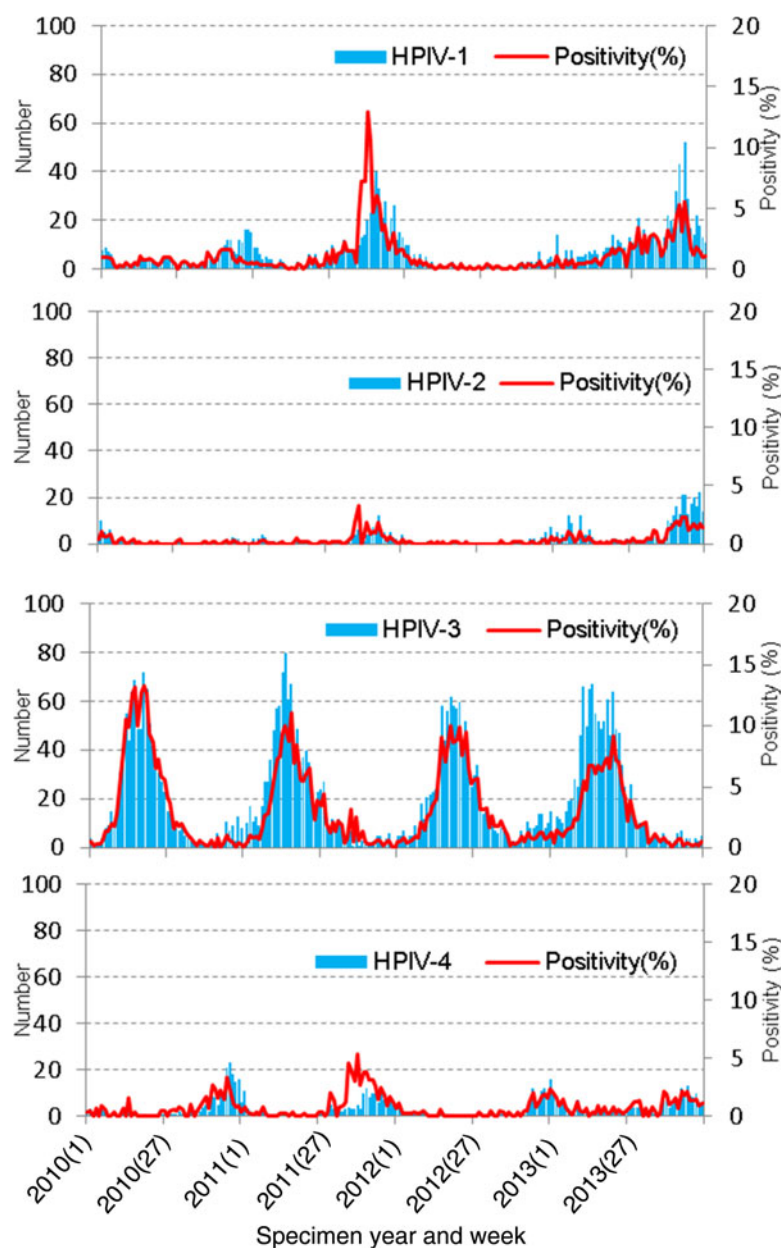 100 20
HPIV-1 Positivity(%)
80
15
60
Number
10
Positivity (%)
40
5
20
0 0
100 20
80
HPIV-2 Positivity(%)
15
60
Number
10
Positivity (%)
40
5
20
0 0
100 20
HPIV-3 Positivity(%)
80
15
60
Number
10
Positivity (%)
40
5
20
0 0
100 20
80
HPIV-4 Positivity(%)
15
60
Number
10
Positivity (%)
40
5
20
0 0
2010(1) 2010(27) 2011(1) 2011(27) 2012(1) 2012(27) 2013(1) 2013(27)
Specimen year and week